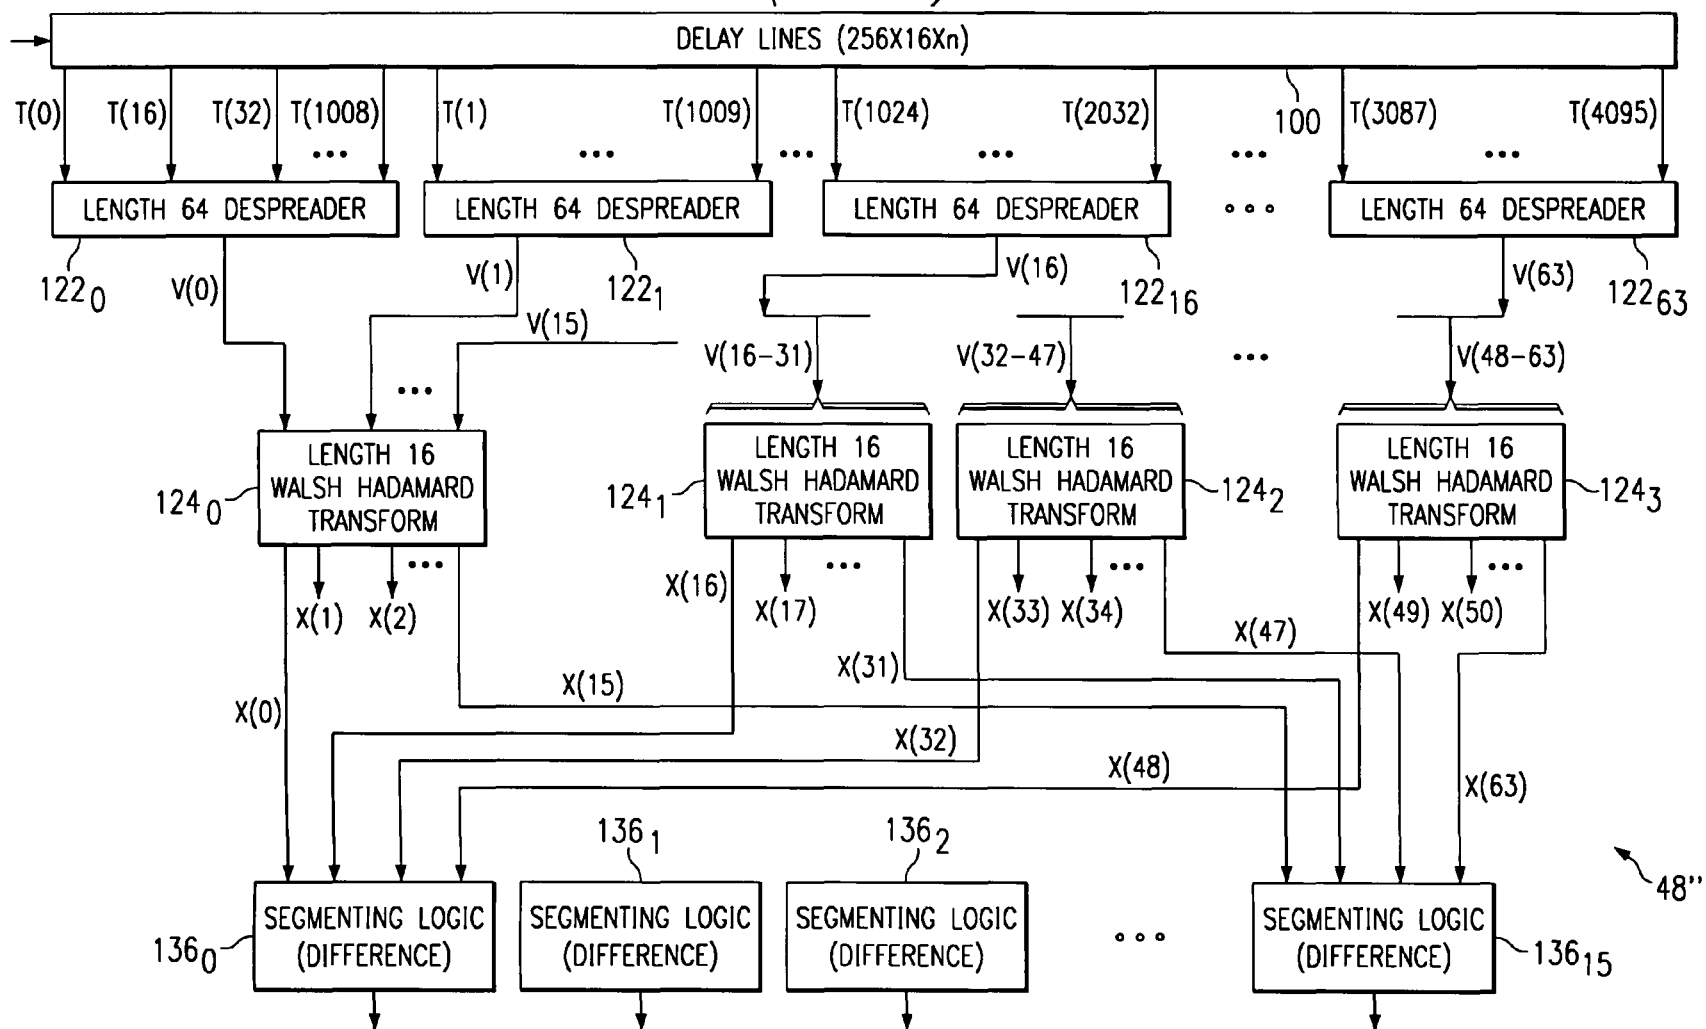 DELAY LINES (256X16Xn)
T(0) T(16) T(32) T(1008) T(1) T(1009) T(1024) T(2032) 100 T(3087) T(4095)
LENGTH 64 DESPREADER LENGTH 64 DESPREADER LENGTH 64 DESPREADER LENGTH 64 DESPREADER
122 0 V(0) V(1) 122 1 V(16) 122 16 V(63) 122 63
V(15) V(16-31) V(32-47) V(48-63)
LENGTH 16 WALSH HADAMARD TRANSFORM
124 0
LENGTH 16 WALSH HADAMARD TRANSFORM
124 1
LENGTH 16 WALSH HADAMARD TRANSFORM
124 2
LENGTH 16 WALSH HADAMARD TRANSFORM
124 3
X(1) X(2) X(16) X(17) X(33) X(34) X(49) X(50)
X(47)
X(0) X(15) X(31)
X(32) X(48) X(63)
136 1 136 2
48"
SEGMENTING LOGIC SEGMENTING LOGIC SEGMENTING LOGIC SEGMENTING LOGIC
136 0 (DIFFERENCE) (DIFFERENCE) (DIFFERENCE) (DIFFERENCE) 136 15